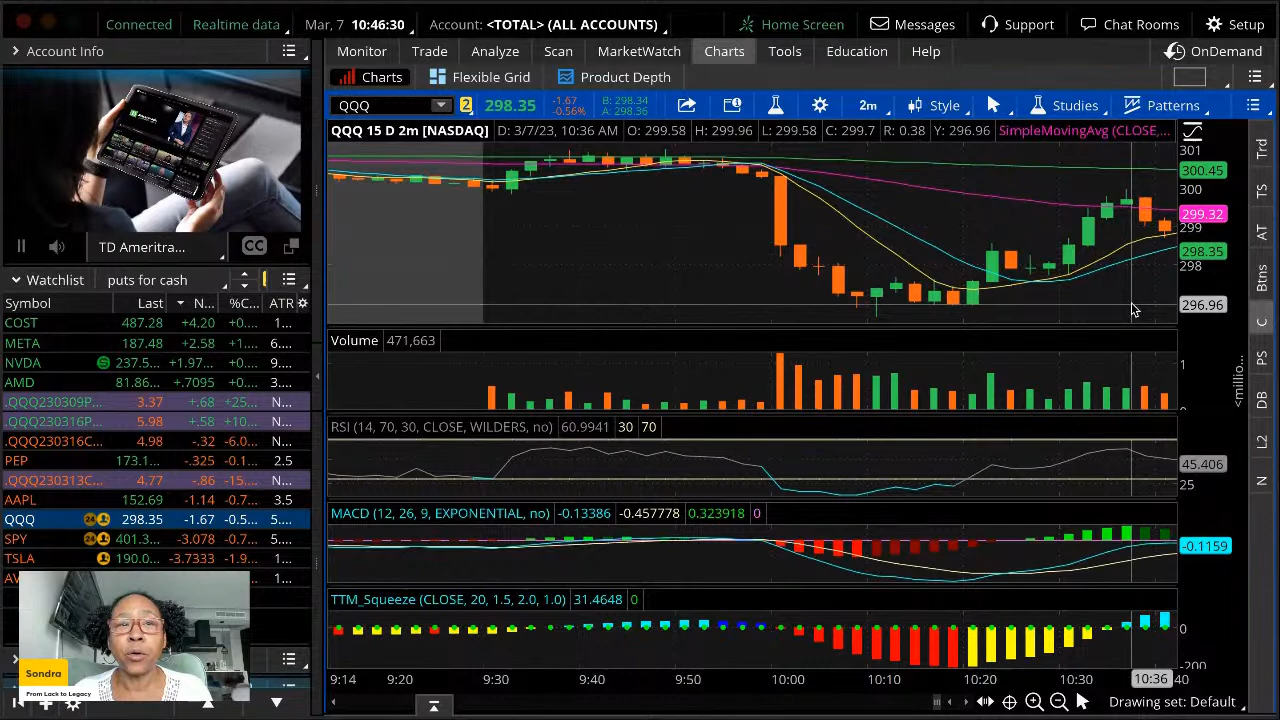 Connected Realtime data Mar, 7 10:46:30 Account: <TOTAL> (ALL ACCOUNTS) Home Screen Messages Support Chat Rooms Setup
Account Info
Monitor Trade Analyze Scan MarketWatch Charts Tools Education Help OnDemand
Charts Flexible Grid Product Depth
QQQ 2 298.35 -1.67 -0.56% B: 298.34 A: 298.36 2m Style Studies Patterns
QQQ 15 D 2m [NASDAQ] D: 3/7/23, 10:36 AM O: 299.58 H: 299.96 L: 299.58 C: 299.7 R: 0.38 Y: 296.96 SimpleMovingAvg (CLOSE,...
301
300.45
300
299.32
299
298.35
298
296.96
TD Ameritra... CC
Watchlist puts for cash
Symbol Last N... %C... ATR
COST 487.28 +4.20 +0.... 1...
META 187.48 +2.58 +1.... 6....
NVDA 237.5... +1.97... +0.... 9....
AMD 81.86... +.7095 +0.... 3....
.QQQ230309P... 3.37 +.68 +25... N...
.QQQ230316P... 5.98 +.58 +10... N...
.QQQ230316C... 4.98 -.32 -6.0... N...
PEP 173.1... -.325 -0.1... 2.5
.QQQ230313C... 4.77 -.86 -15.... N...
AAPL 152.69 -1.14 -0.7... 3.5
QQQ 24 298.35 -1.67 -0.5... 5....
SPY 24 401.3... -3.078 -0.7... 5....
TSLA 190.0... -3.7333 -1.9... 1...
Volume 471,663
1
<millio...
RSI (14, 70, 30, CLOSE, WILDERS, no) 60.9941 30 70
45.406
25
MACD (12, 26, 9, EXPONENTIAL, no) -0.13386 -0.457778 0.323918 0
-0.1159
TTM_Squeeze (CLOSE, 20, 1.5, 2.0, 1.0) 31.4648 0
0
-200
9:14 9:20 9:30 9:40 9:50 10:00 10:10 10:30 10:36 :40
Drawing set: Default
Trd
TS
AT
Btns
C
PS
DB
L2
N
Sondra
From Lack to Legacy